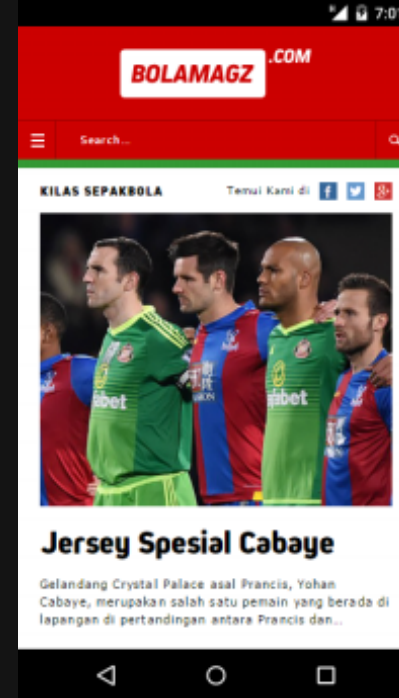 7:01
BOLAMAGZ .COM
Search...
KILAS SEPAKBOLA
Temui Kami di
Jersey Spesial Cabaye
Gelandang Crystal Palace asal Prancis, Yohan
Cabaye, merupakan salah satu pemain yang berada di
lapangan di pertandingan antara Prancis dan...